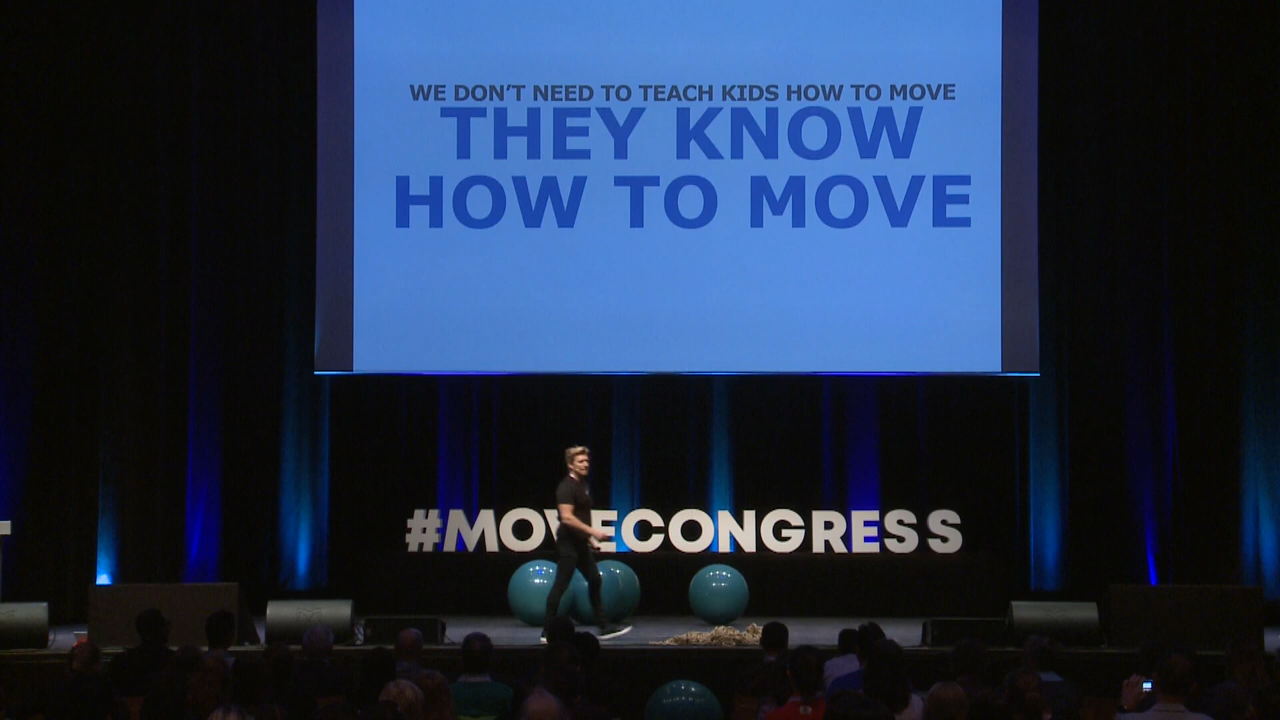 WE DON'T NEED TO TEACH KIDS HOW TO MOVE
THEY KNOW
HOW TO MOVE
#MOVECONGRESS